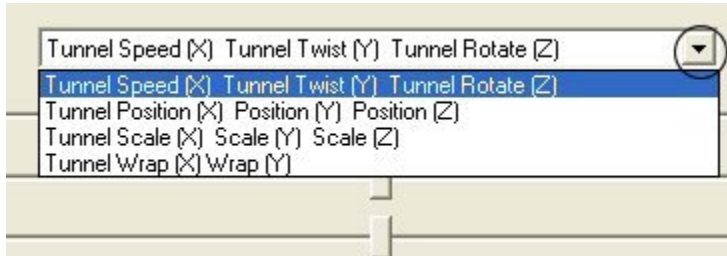 Tunnel Speed (X)  Tunnel Twist (Y)  Tunnel Rotate (Z)
Tunnel Speed (X)  Tunnel Twist (Y)  Tunnel Rotate (Z)
Tunnel Position (X)  Position (Y)  Position (Z)
Tunnel Scale (X)  Scale (Y)  Scale (Z)
Tunnel Wrap (X) Wrap (Y)